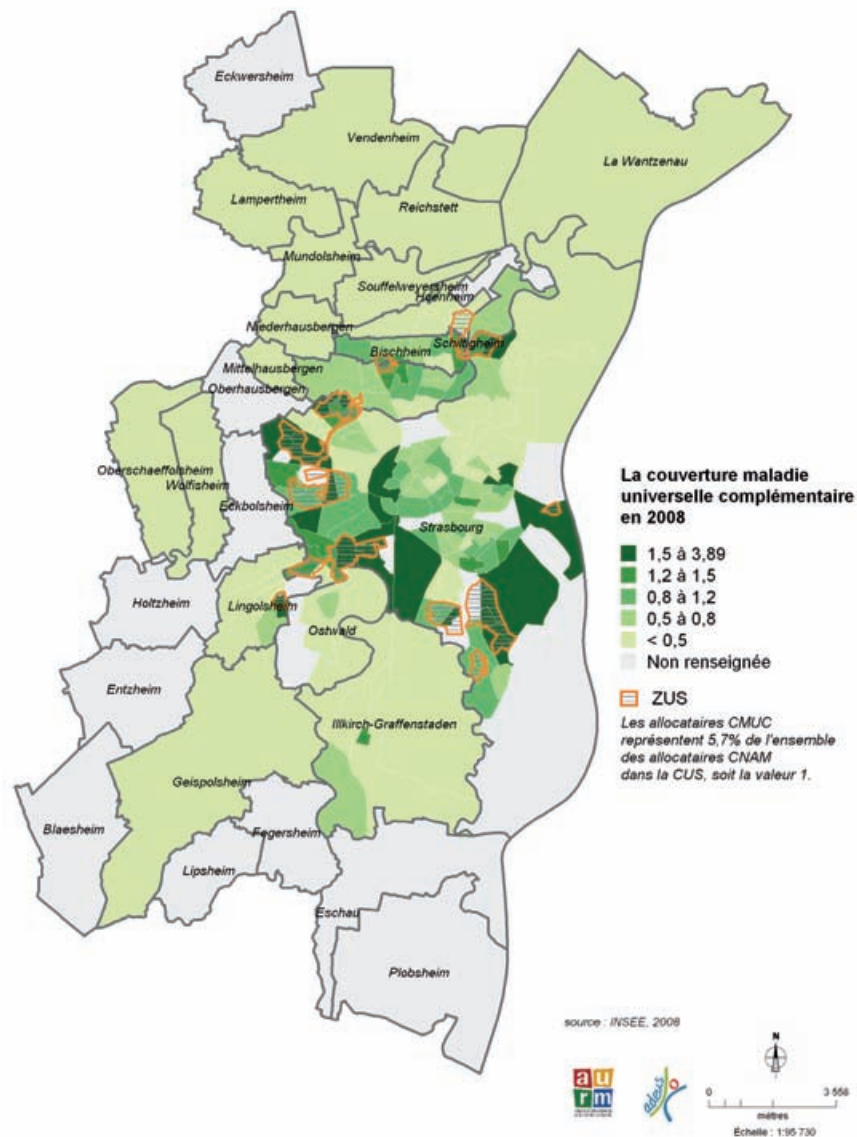 Eckwersheim
Vendenheim
La Wantzenau
Lampertheim
Reichstett
Mundolsheim
Souffelweyersheim
Hoenheim
Niederhausbergen
Schiltigheim
Bischheim
Mittelhausbergen
Oberhausbergen
Oberschaeffolsheim
Wolfisheim
Eckbolsheim
Strasbourg
Holtzheim
Lingolsheim
Ostwald
Entzheim
Illkirch-Graffenstaden
Geispolsheim
Blaesheim
Fegersheim
Lipsheim
Eschau
Plobsheim
La couverture maladie
universelle complémentaire
en 2008
1,5 à 3,89
1,2 à 1,5
0,8 à 1,2
0,5 à 0,8
< 0,5
Non renseignée
ZUS
Les allocataires CMUC
représentent 5,7% de l'ensemble
des allocataires CNAM
dans la CUS, soit la valeur 1.
source : INSEE, 2008
N
a u
r m
adeus
0 3 558
mètres
Échelle : 1:95 730